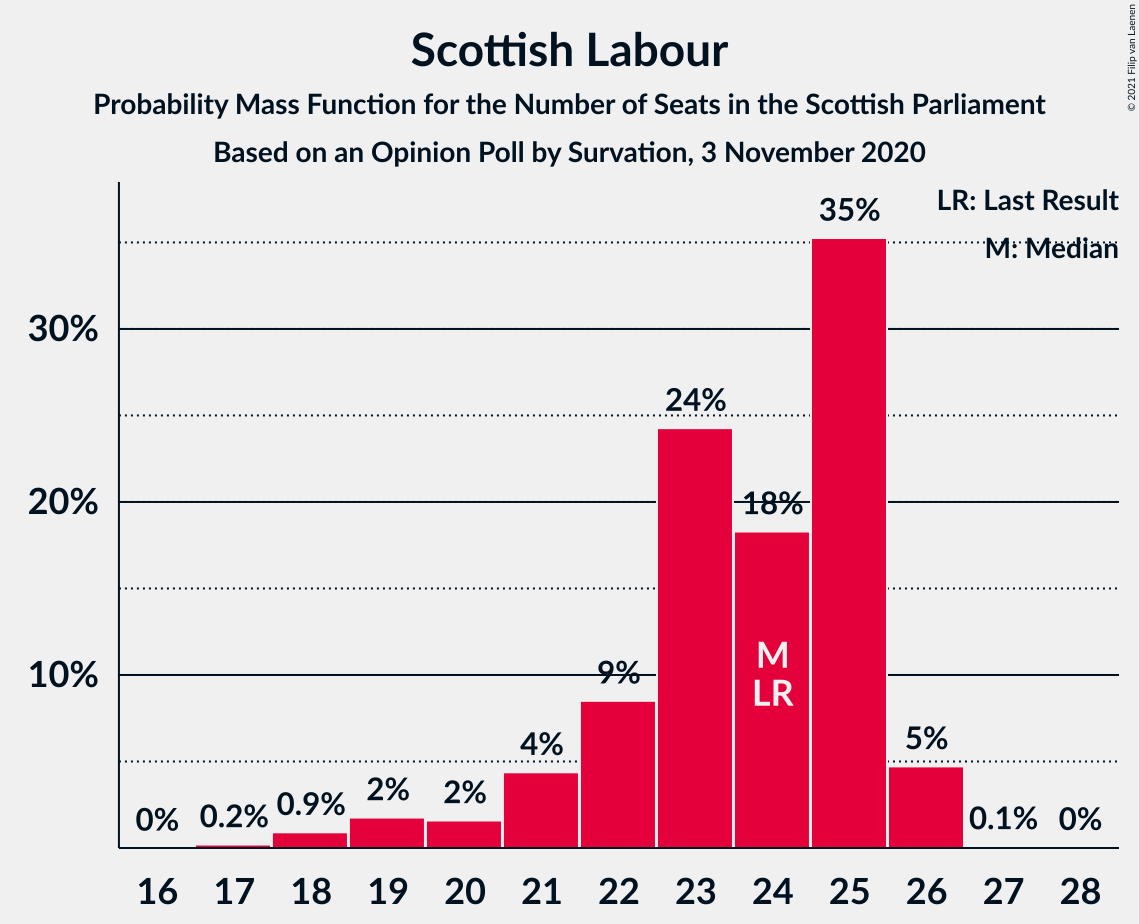 Scottish Labour
Probability Mass Function for the Number of Seats in the Scottish Parliament
Based on an Opinion Poll by Survation, 3 November 2020
© 2021 Filip van Laenen
LR: Last Result
M: Median
30%
20%
10%
0%
0.2%
0.9%
2%
2%
4%
9%
24%
18%
35%
5%
0.1%
0%
M
LR
16 17 18 19 20 21 22 23 24 25 26 27 28